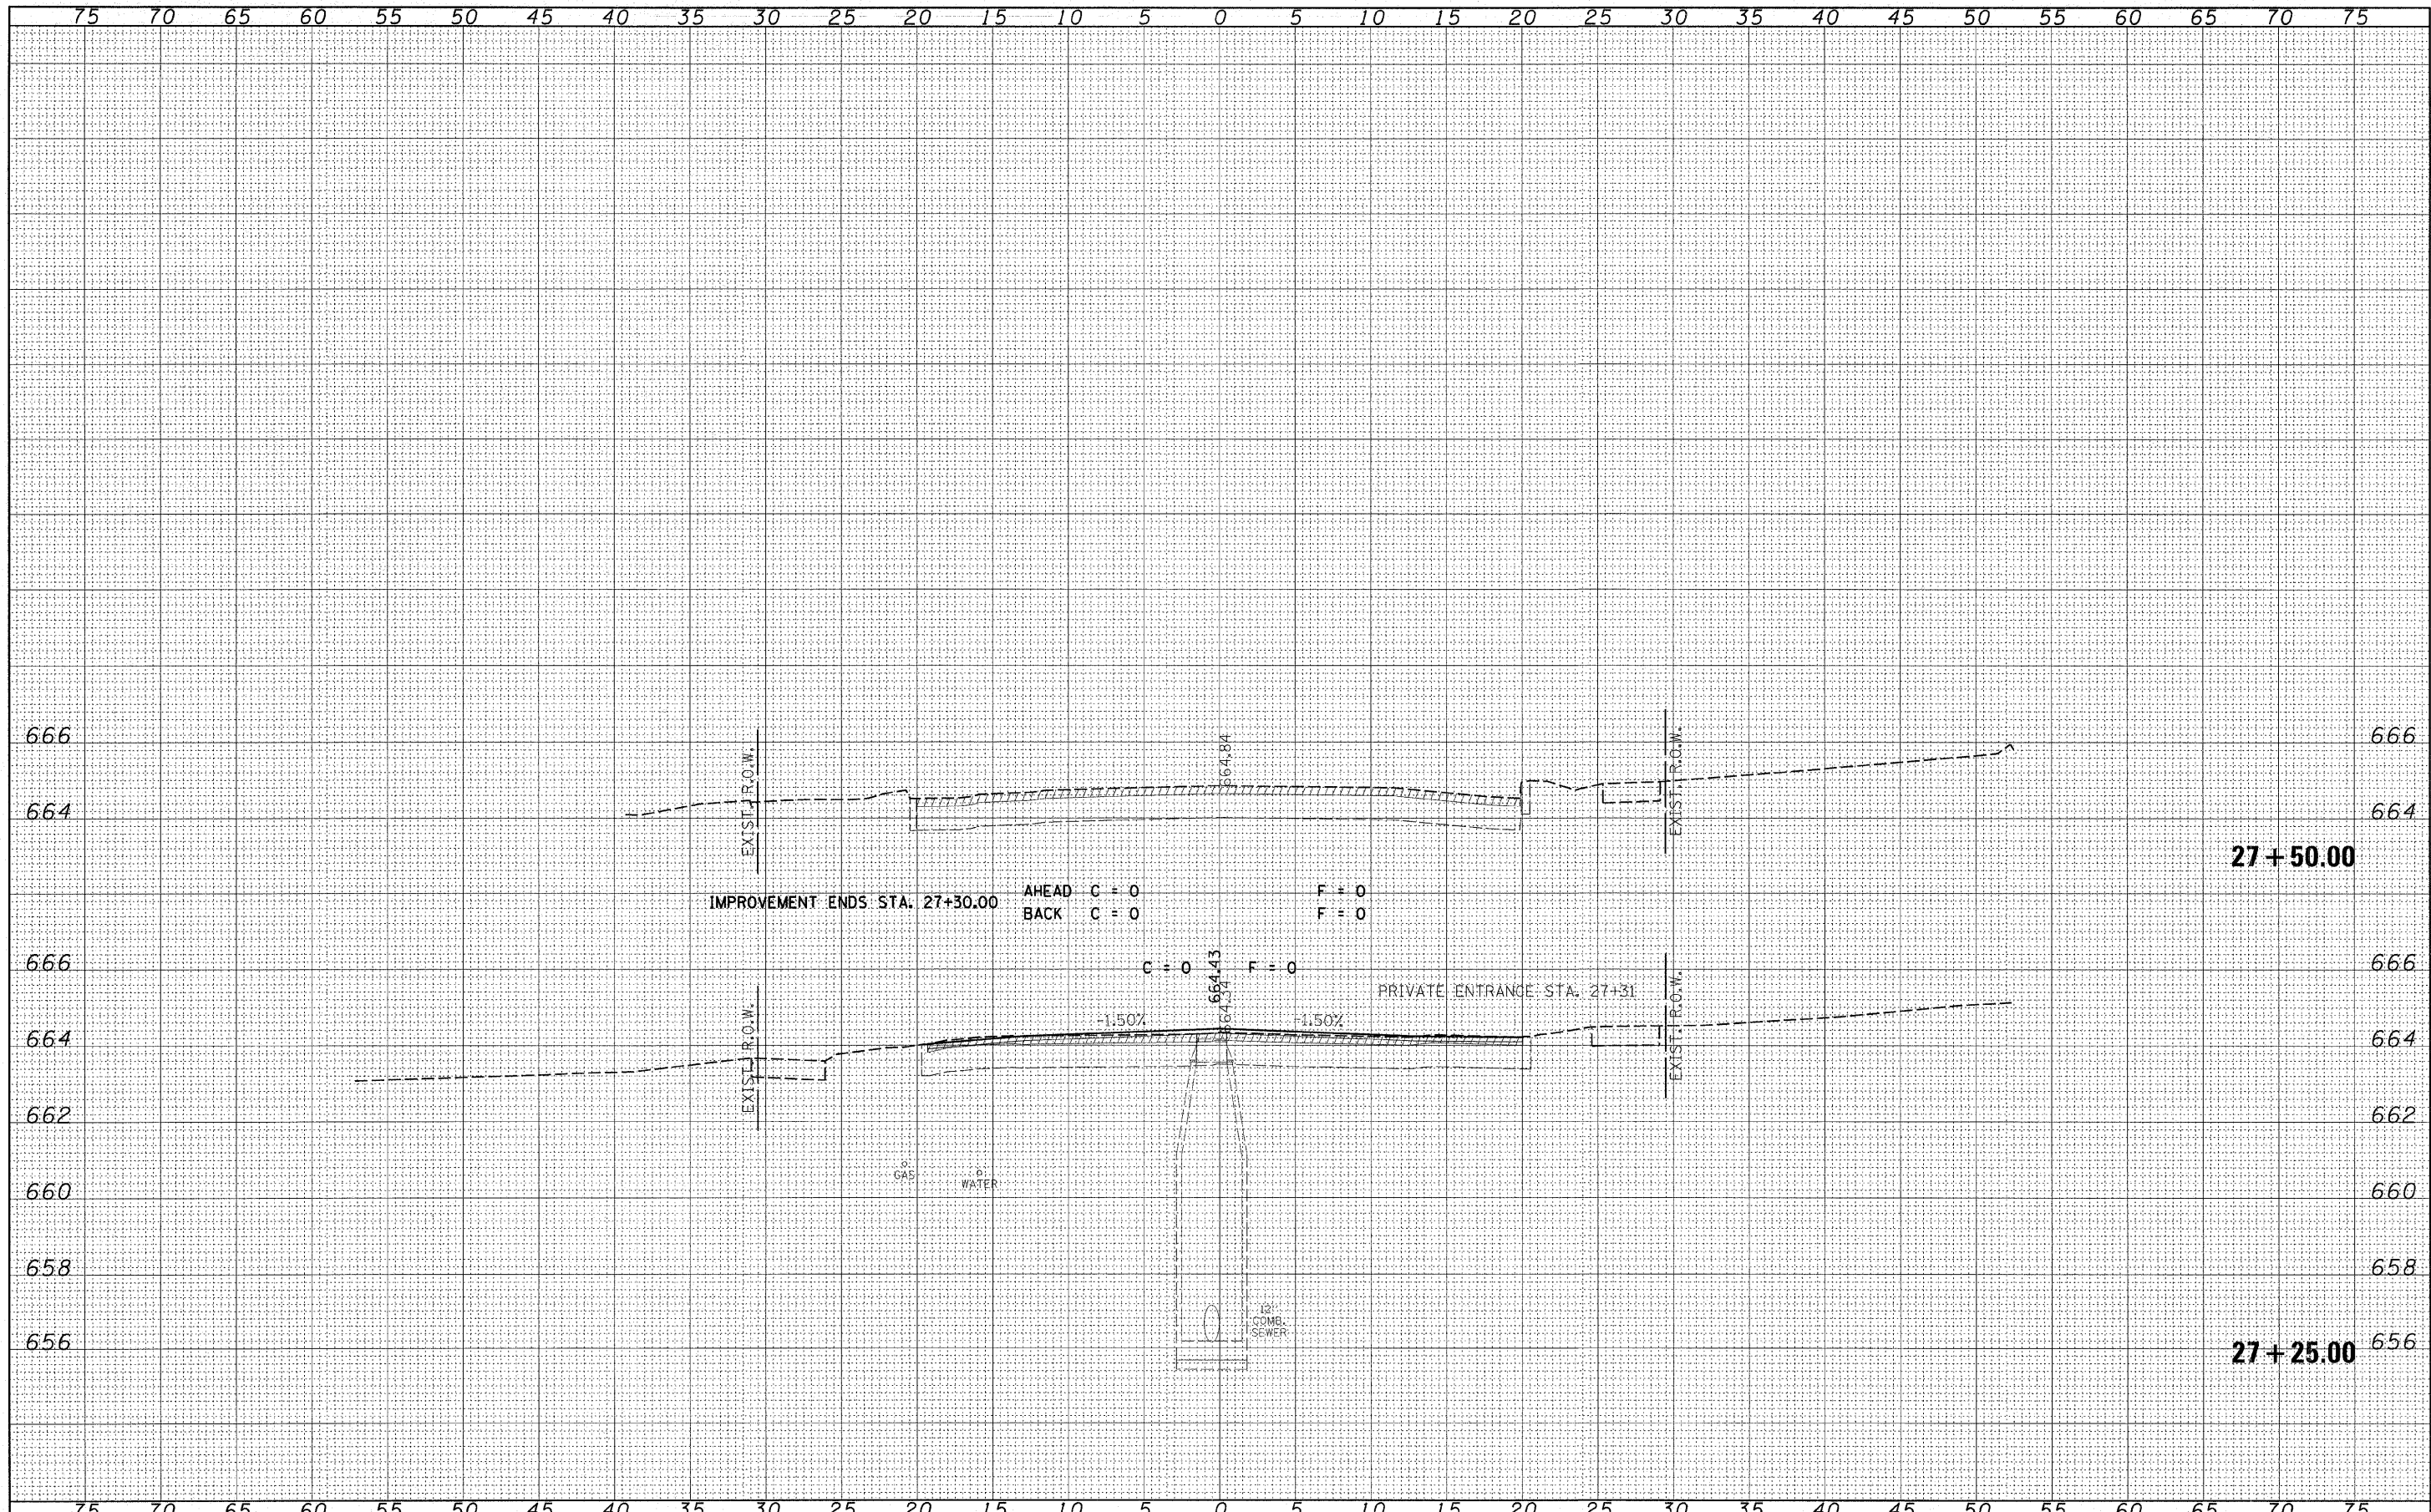 75 70 65 60 55 50 45 40 35 30 25 20 15 10 5 0 5 10 15 20 25 30 35 40 45 50 55 60 65 70 75
666 EXIST. R.O.W. 664.84 EXIST. R.O.W. 666
664 664
27+50.00
IMPROVEMENT ENDS STA. 27+30.00
AHEAD C = 0 F = 0
BACK C = 0 F = 0
666 C = 0 664.43 F = 0 666
664.34
PRIVATE ENTRANCE STA. 27+31
EXIST. R.O.W. -1.50% -1.50% EXIST. R.O.W.
664 664
662 662
GAS
WATER
660 660
658 658
12"
COMB.
SEWER
656 656
27+25.00
75 70 65 60 55 50 45 40 35 30 25 20 15 10 5 0 5 10 15 20 25 30 35 40 45 50 55 60 65 70 75